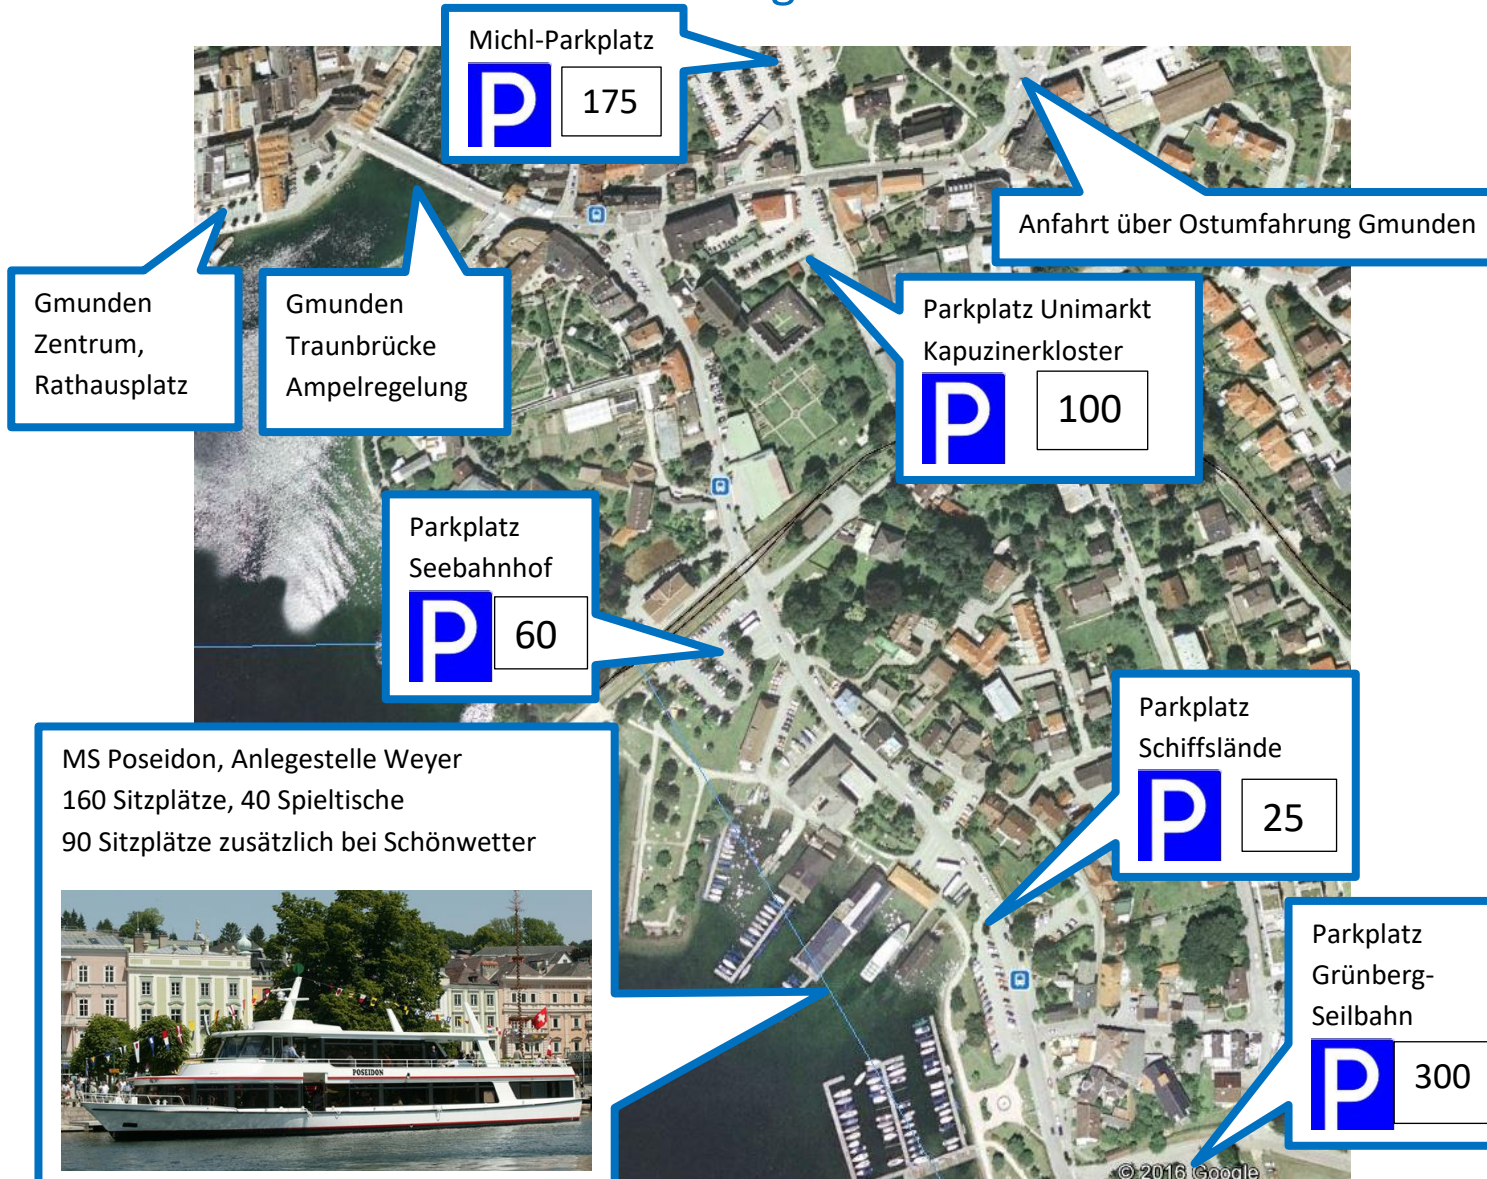 Michl-Parkplatz
P 175
Anfahrt über Ostumfahrung Gmunden
Gmunden
Zentrum,
Rathausplatz
Gmunden
Traunbrücke
Ampelregelung
Parkplatz Unimarkt
Kapuzinerkloster
P 100
Parkplatz
Seebahnhof
P 60
Parkplatz
Schiffslände
P 25
MS Poseidon, Anlegestelle Weyer
160 Sitzplätze, 40 Spieltische
90 Sitzplätze zusätzlich bei Schönwetter
POSEIDON
Parkplatz
Grünberg-
Seilbahn
P 300
© 2016 Google